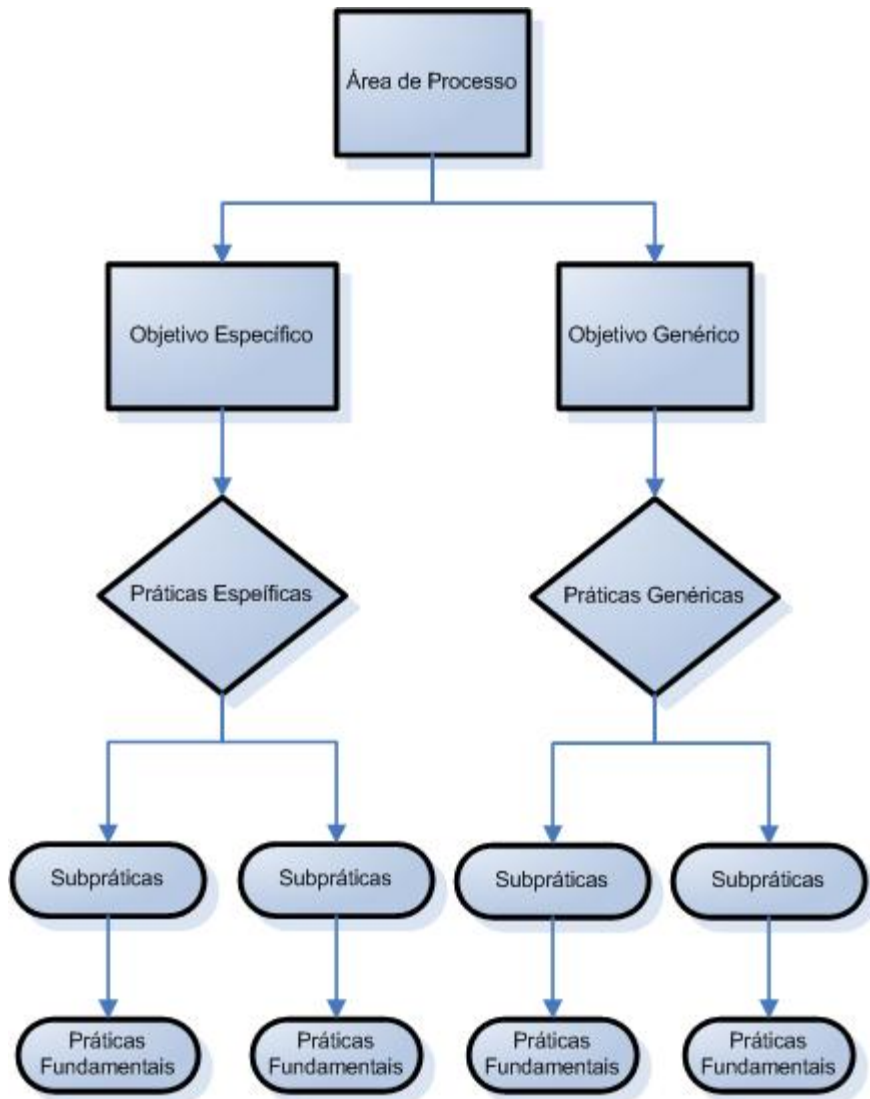 Área de Processo
Objetivo Específico
Objetivo Genérico
Práticas Espeíficas
Práticas Genéricas
Subpráticas
Subpráticas
Subpráticas
Subpráticas
Práticas
Fundamentais
Práticas
Fundamentais
Práticas
Fundamentais
Práticas
Fundamentais